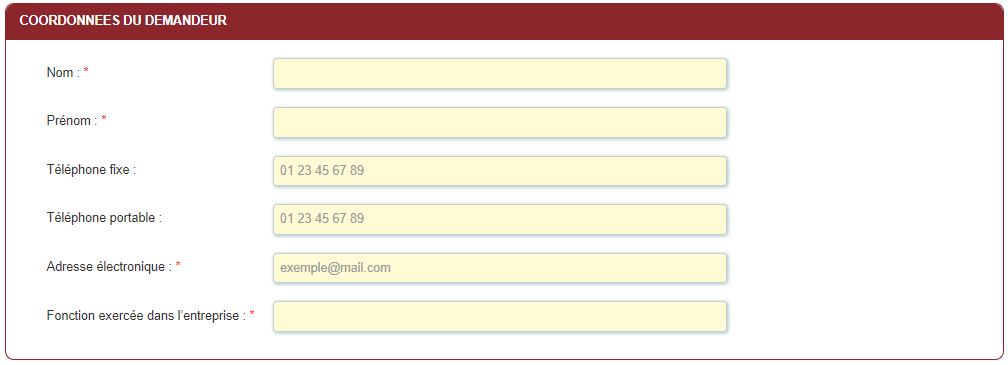 COORDONNEES DU DEMANDEUR
Nom : *
Prénom : *
Téléphone fixe : 01 23 45 67 89
Téléphone portable : 01 23 45 67 89
Adresse électronique : * exemple@mail.com
Fonction exercée dans l'entreprise : *